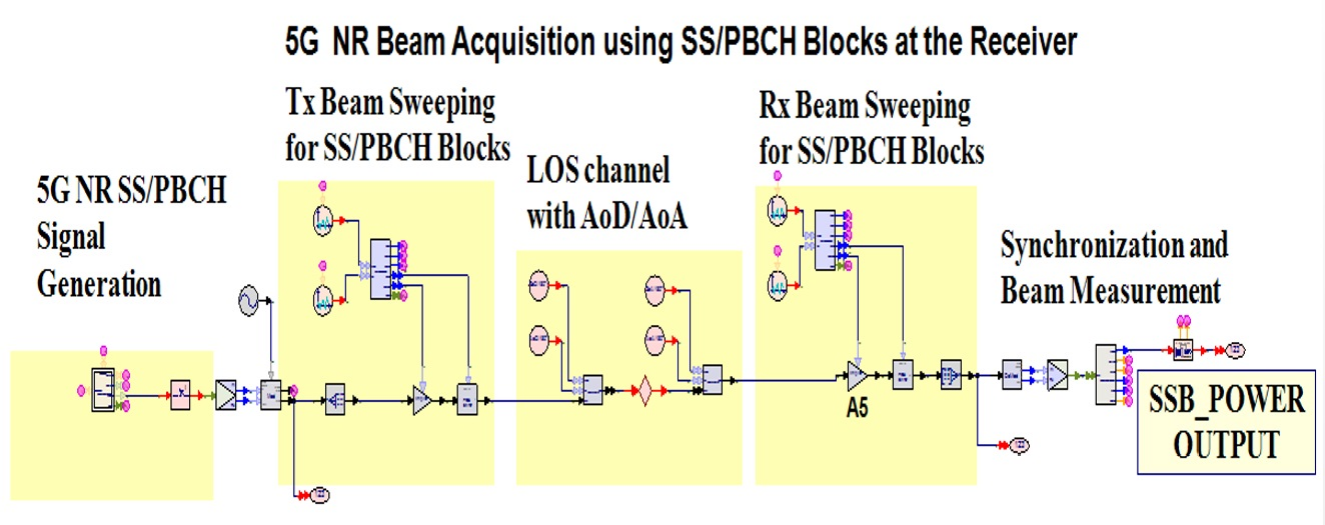 5G NR Beam Acquisition using SS/PBCH Blocks at the Receiver
Tx Beam Sweeping
for SS/PBCH Blocks
Rx Beam Sweeping
for SS/PBCH Blocks
LOS channel
with AoD/AoA
5G NR SS/PBCH
Signal
Generation
Synchronization and
Beam Measurement
A5
SSB_POWER
OUTPUT